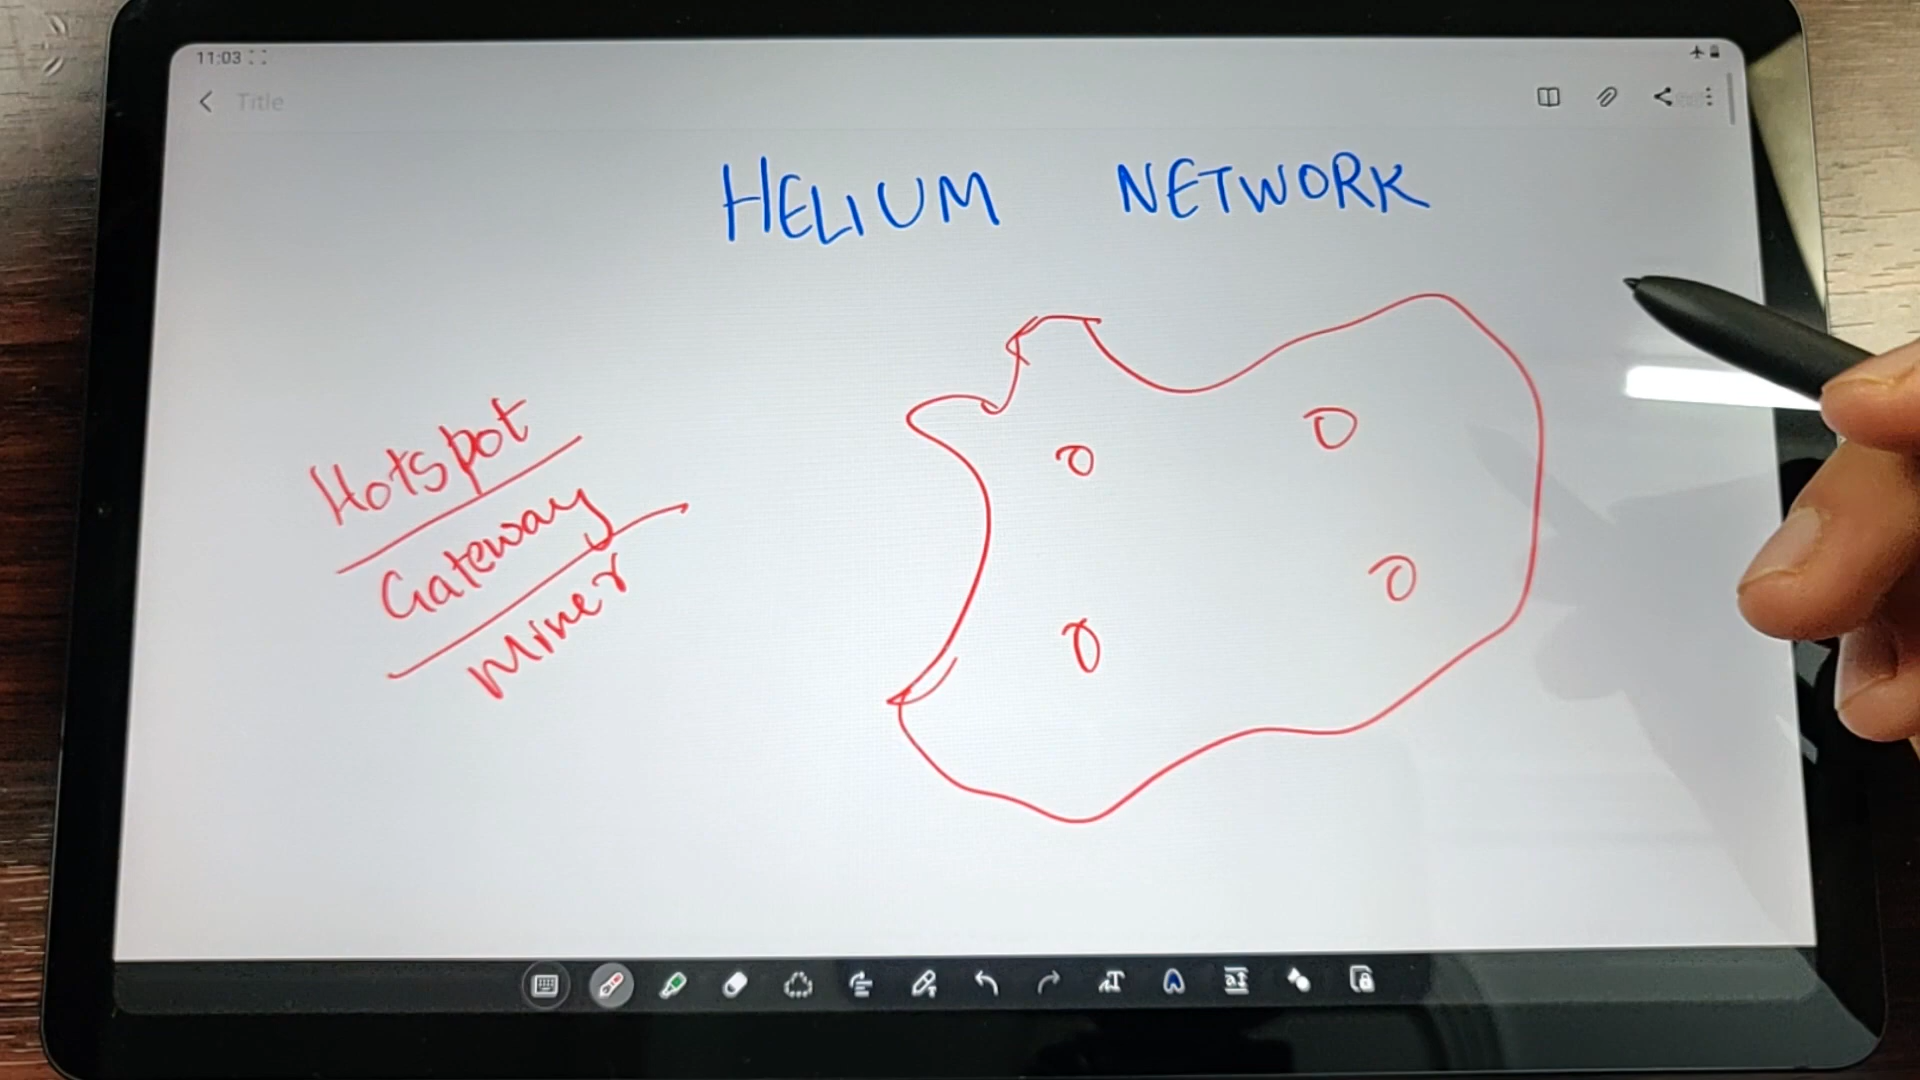 11:03
Title
HELIUM NETWORK
Hotspot
Gateway
Miner